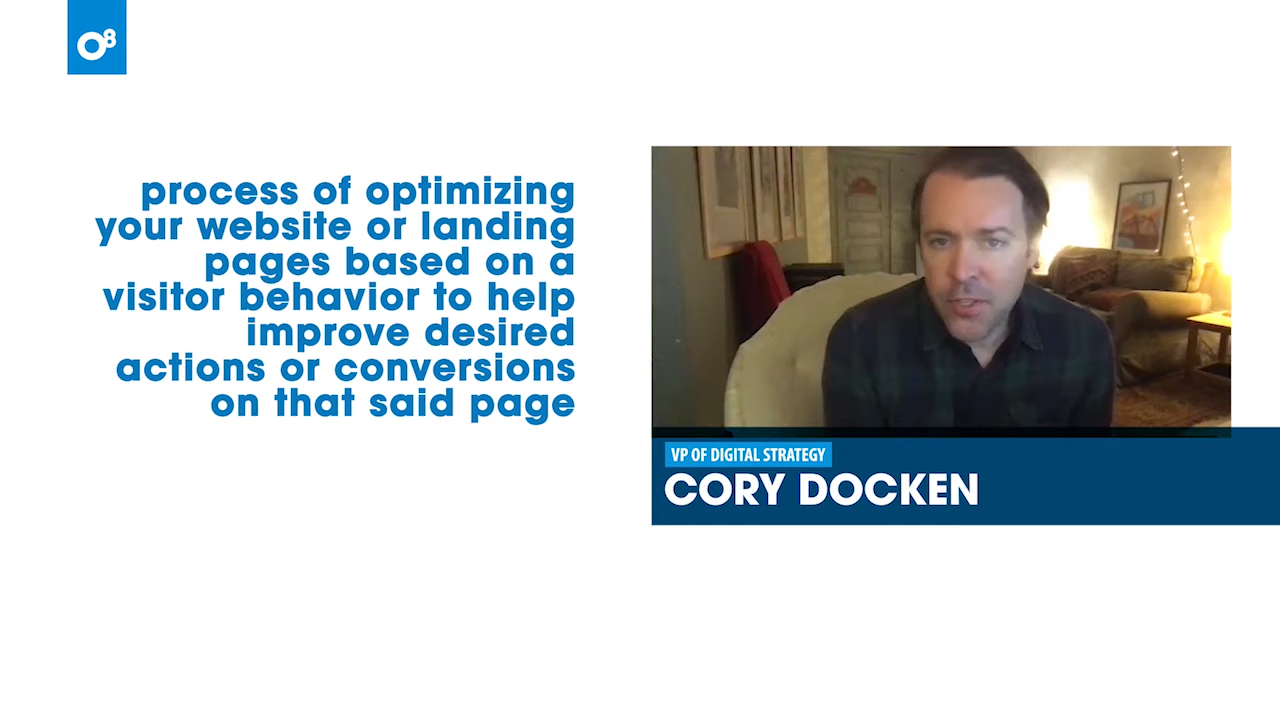 O8
process of optimizing
your website or landing
pages based on a
visitor behavior to help
improve desired
actions or conversions
on that said page
VP OF DIGITAL STRATEGY
CORY DOCKEN